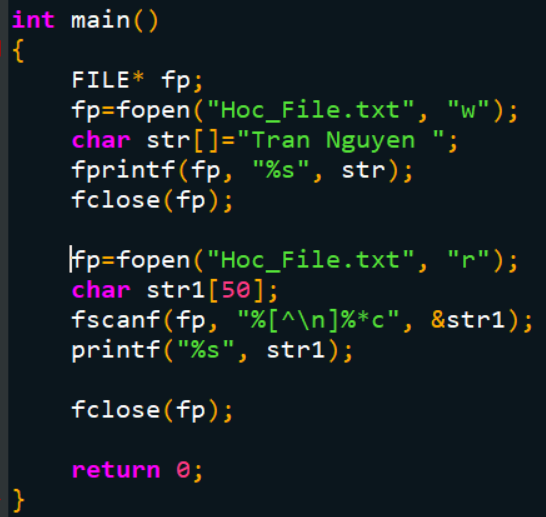 int main()
{
    FILE* fp;
    fp=fopen("Hoc_File.txt", "w");
    char str[]="Tran Nguyen ";
    fprintf(fp, "%s", str);
    fclose(fp);

    fp=fopen("Hoc_File.txt", "r");
    char str1[50];
    fscanf(fp, "%[^\n]%*c", &str1);
    printf("%s", str1);

    fclose(fp);

    return 0;
}